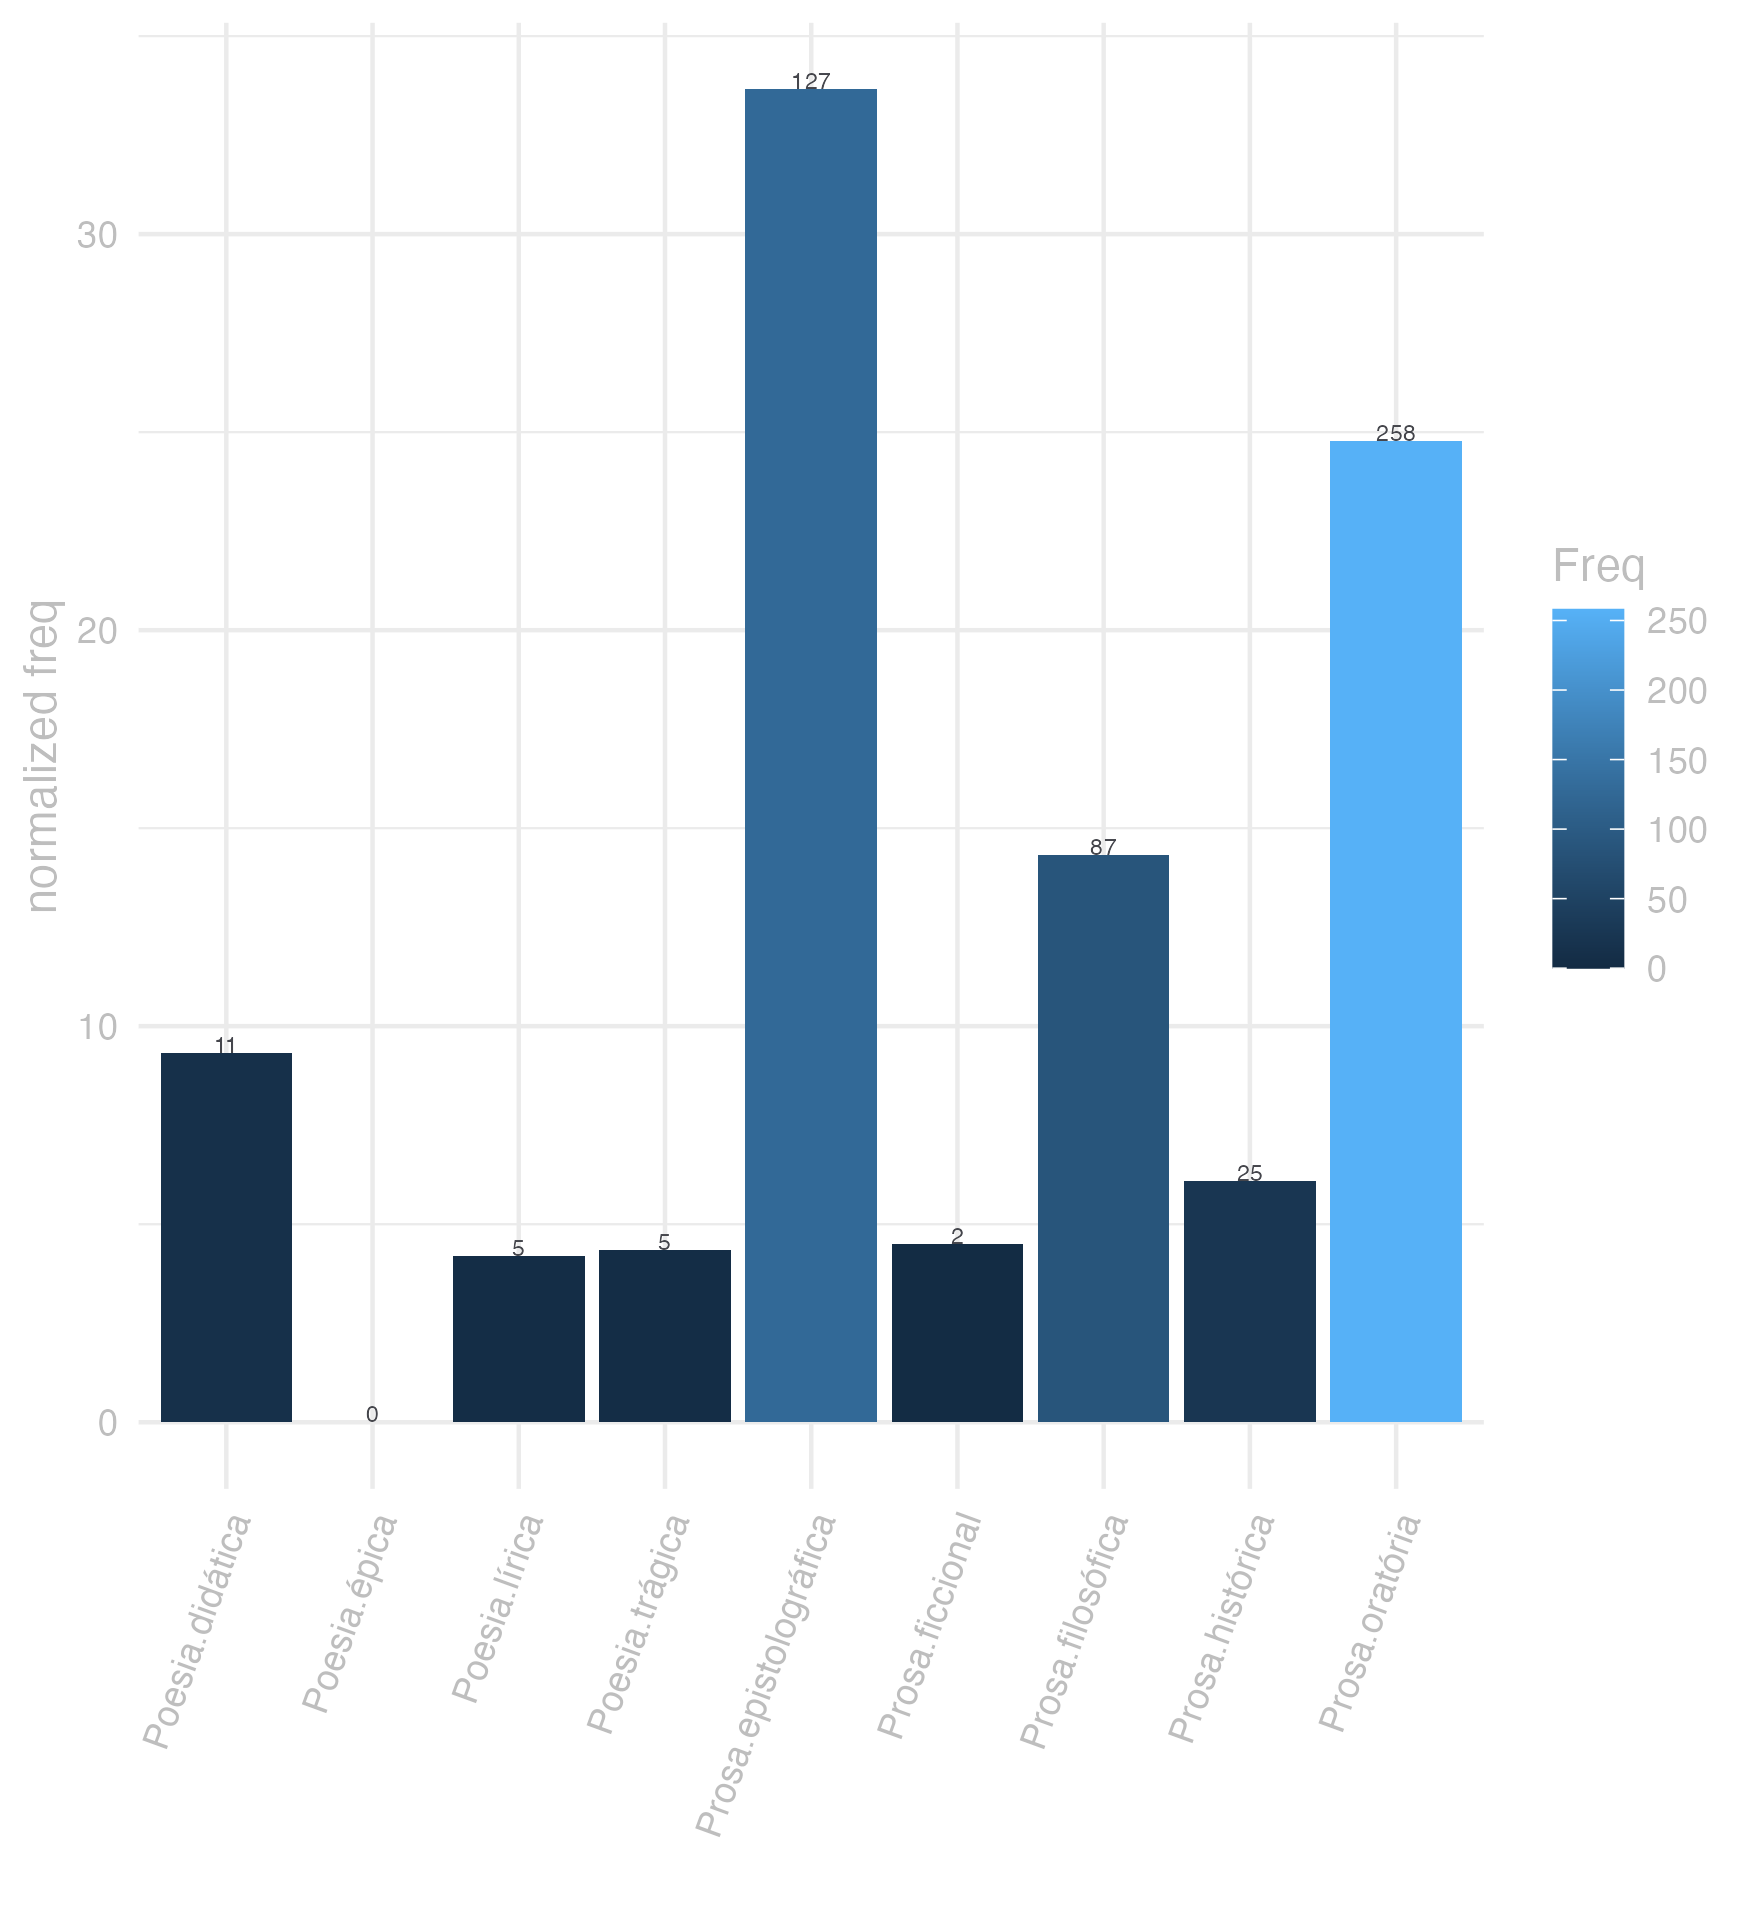 127
30
258
Freq
250
20
200
150
normalized freq
87
100
50
0
10
11
25
2
5
5
0
0
Poesia.didática
Poesia.épica
Poesia.lírica
Poesia.trágica
Prosa.epistolográfica
Prosa.ficcional
Prosa.filosófica
Prosa.histórica
Prosa.oratória